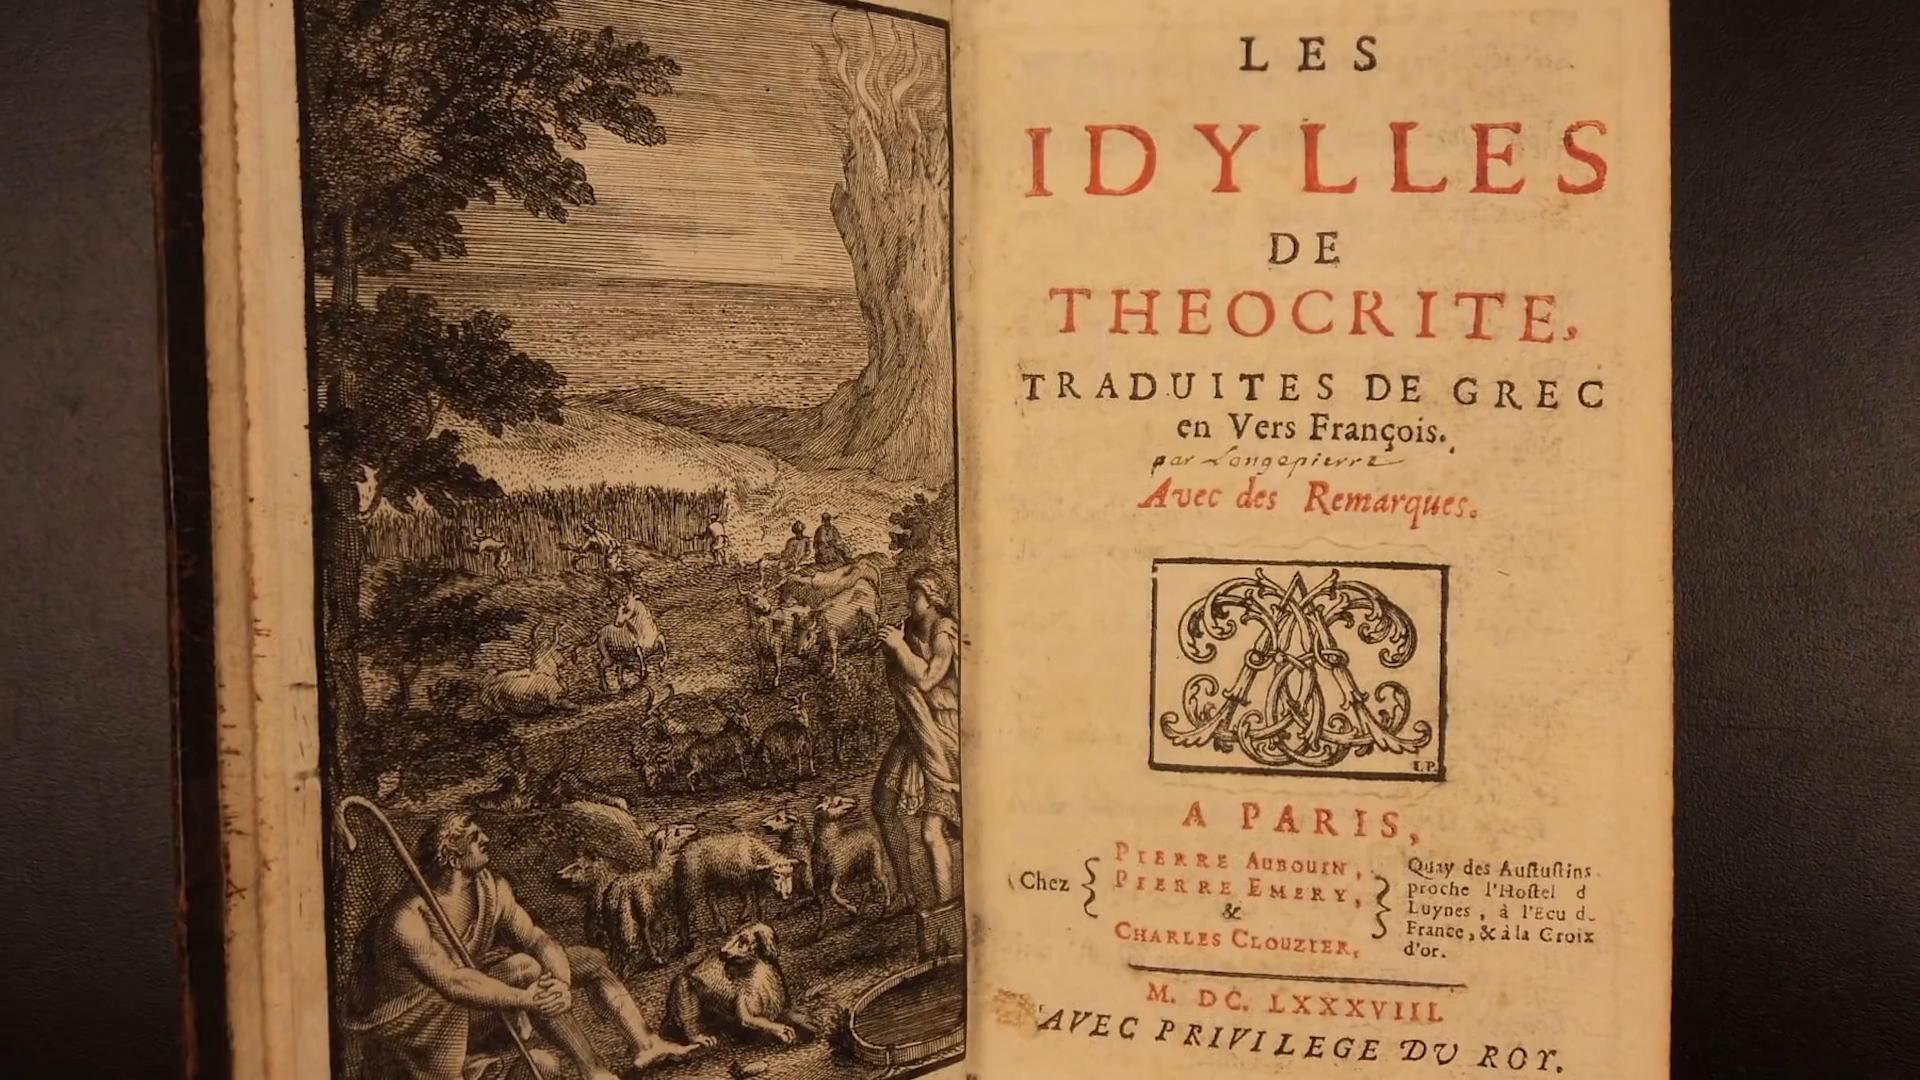 LES
IDYLLES
DE
THEOCRITE,
TRADUITES DE GREC
en Vers François.
par Longepierre
Avec des Remarques.
I.P.
A PARIS,
Chez
PIERRE AUBOUIN,
PIERRE EMERY,
&
CHARLES CLOUZIER,
Quay des Auſtuſtins.
proche l'Hoſtel d
Luynes, à l'Ecu d
France, & à la Croix
d'or.
M. DC. LXXXVIII.
AVEC PRIVILEGE DU ROY.